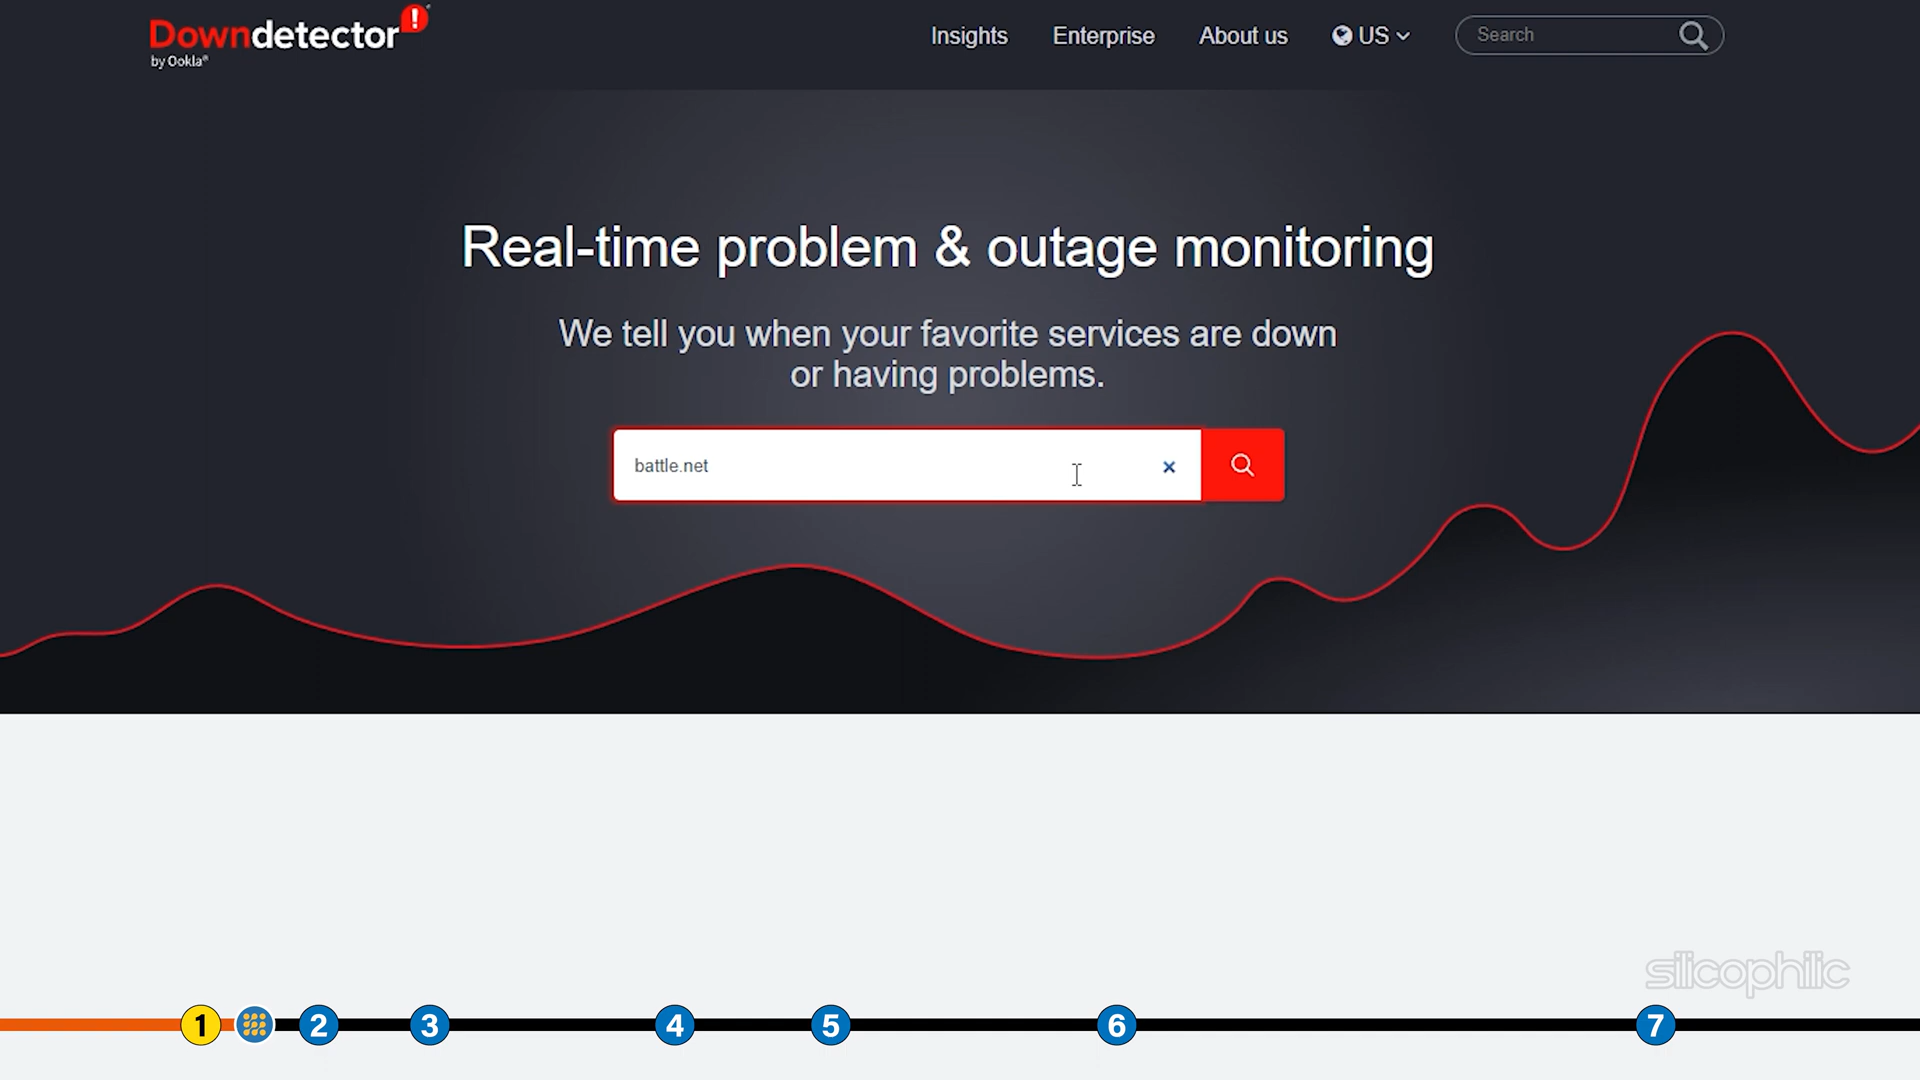 Downdetector
by Ookla®
Insights
Enterprise
About us
US
Search
Real-time problem & outage monitoring
We tell you when your favorite services are down
or having problems.
battle.net
silicophilic
1
2
3
4
5
6
7